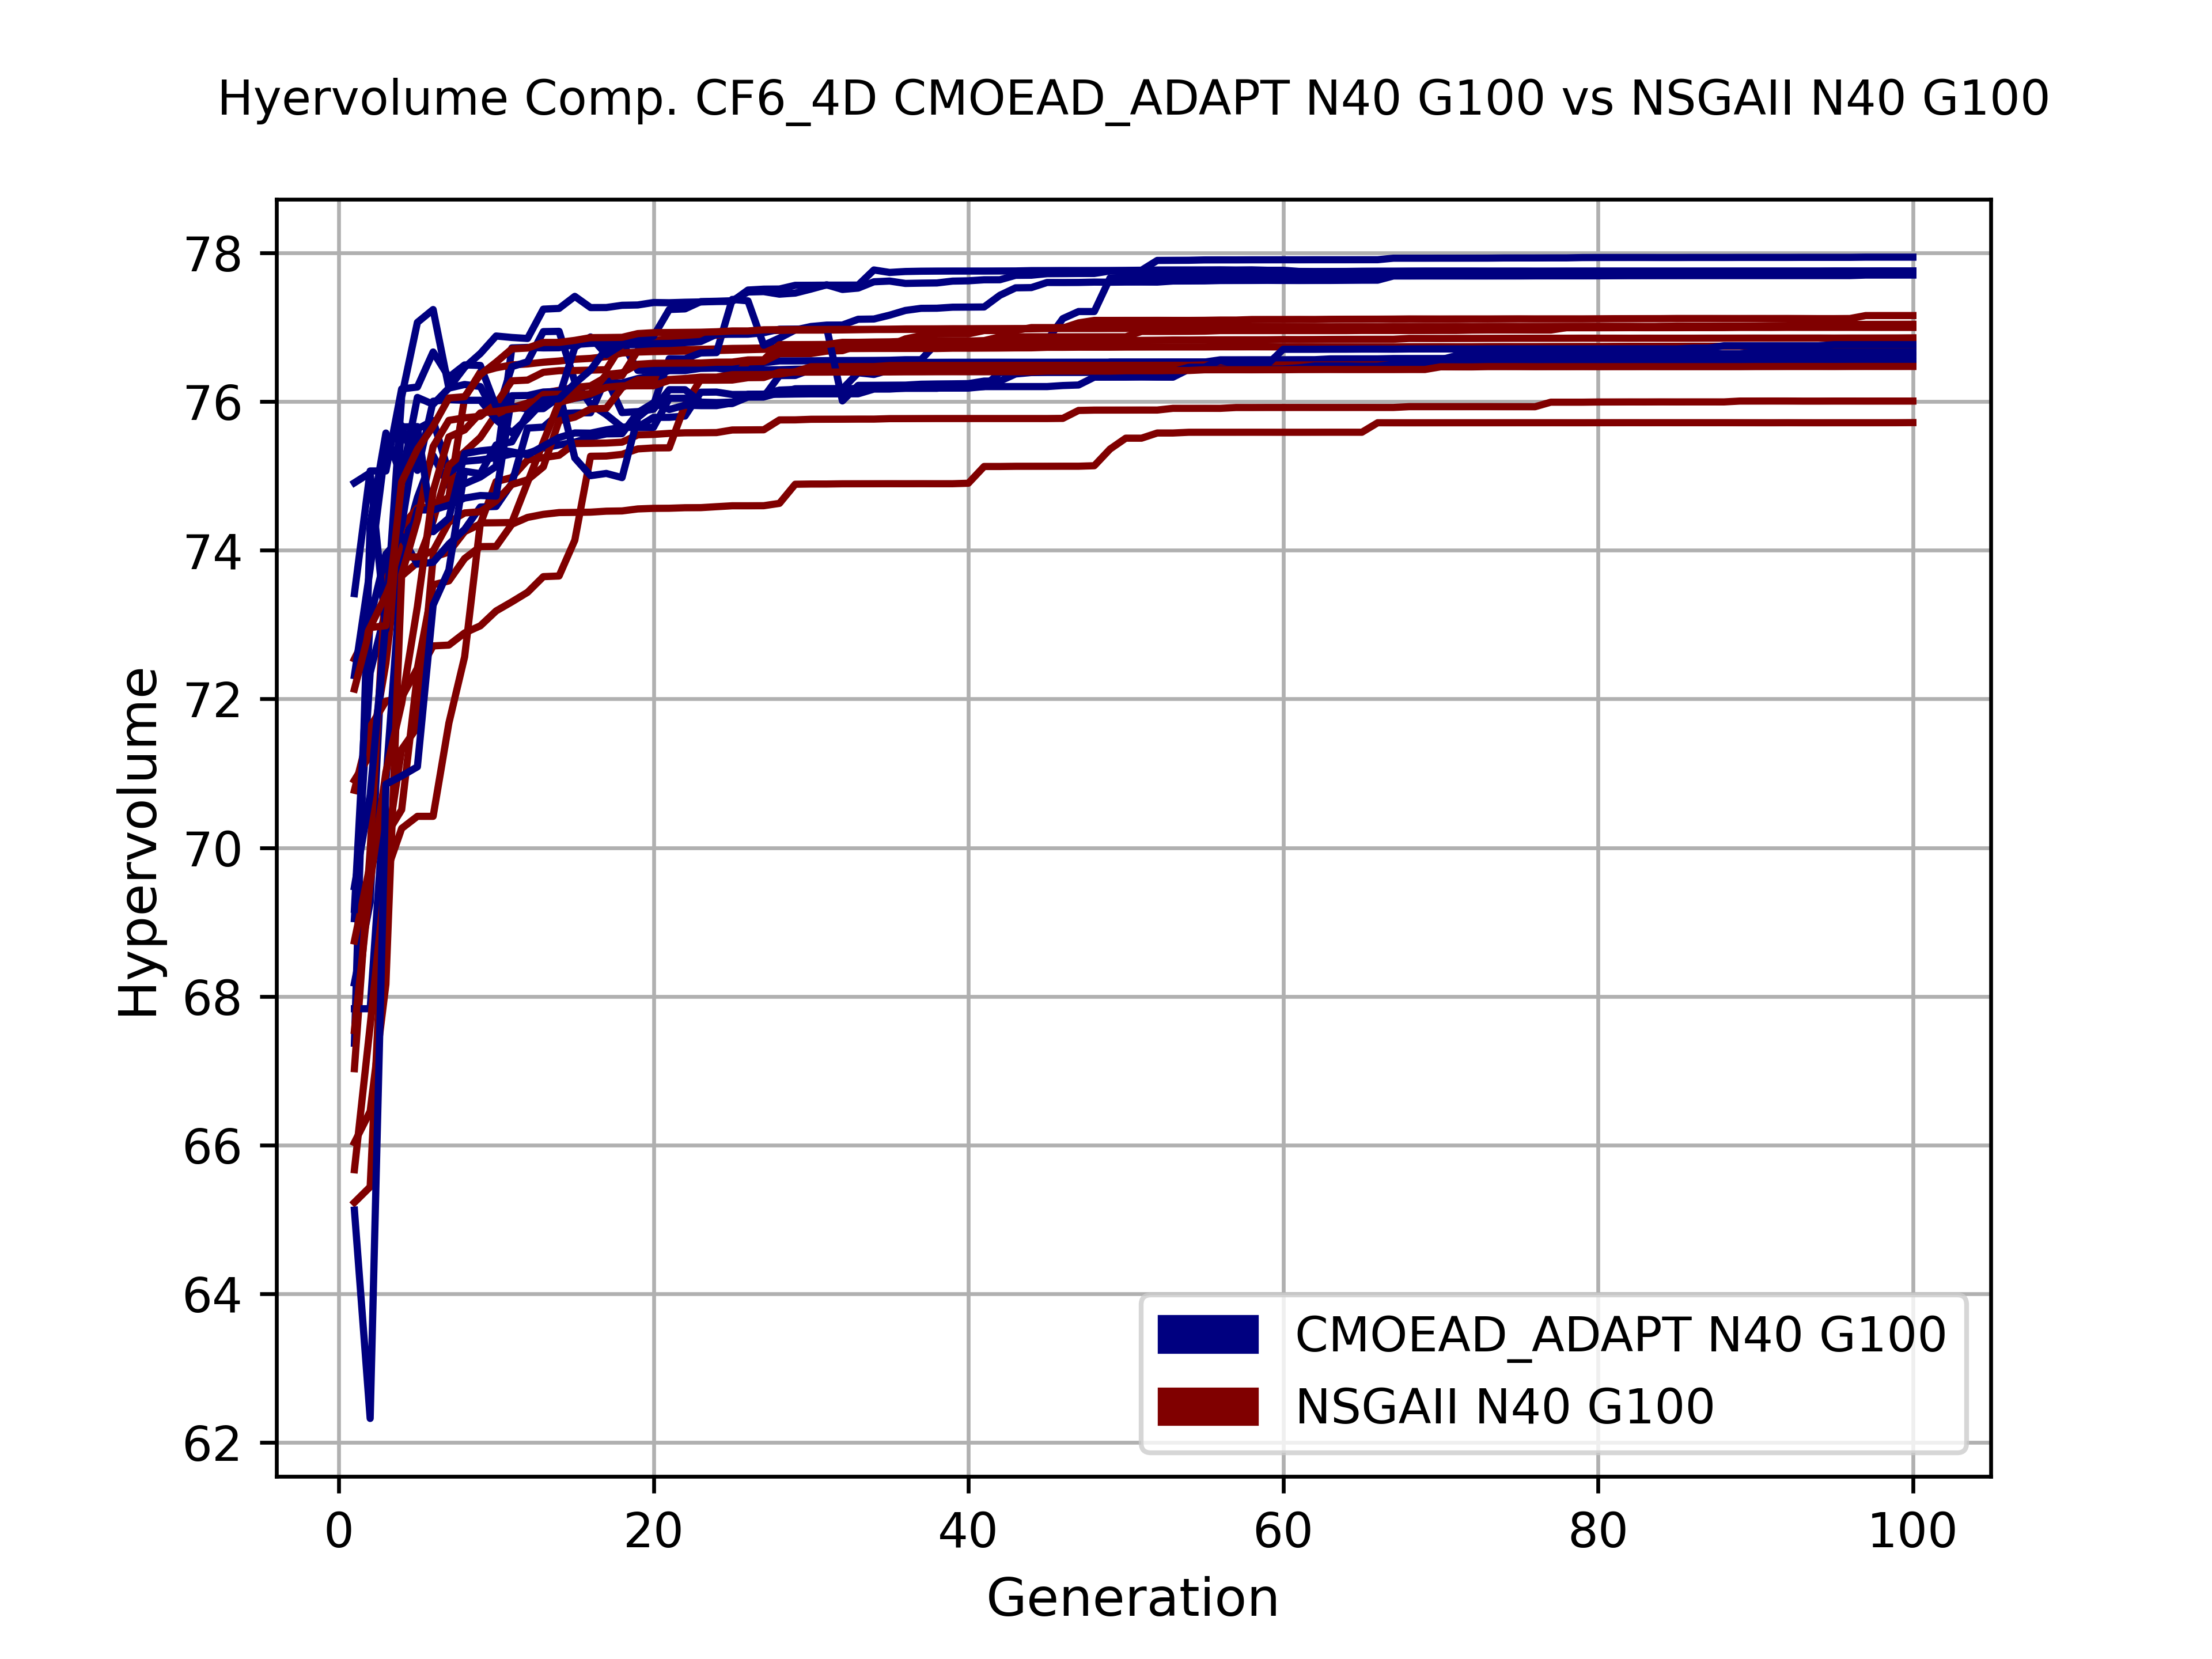 Hyervolume Comp. CF6_4D CMOEAD_ADAPT N40 G100 vs NSGAII N40 G100
78
76
74
72
70
68
66
64
62
Hypervolume
CMOEAD_ADAPT N40 G100
NSGAII N40 G100
0 20 40 60 80 100
Generation